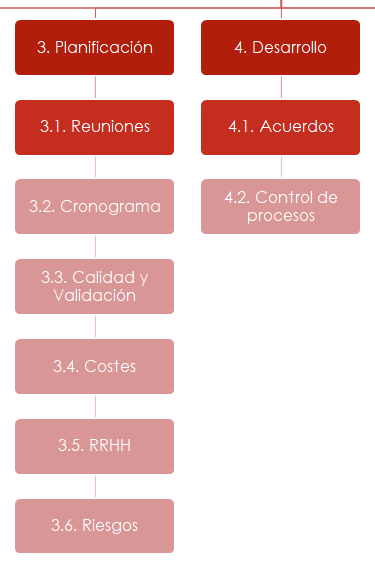 3. Planificación
3.1. Reuniones
3.2. Cronograma
3.3. Calidad y
Validación
3.4. Costes
3.5. RRHH
3.6. Riesgos
4. Desarrollo
4.1. Acuerdos
4.2. Control de
procesos